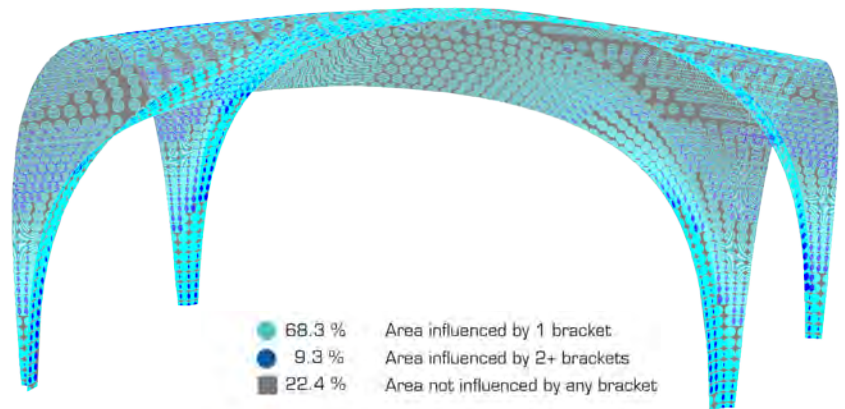 68.3 % Area influenced by 1 bracket
9.3 % Area influenced by 2+ brackets
22.4 % Area not influenced by any bracket